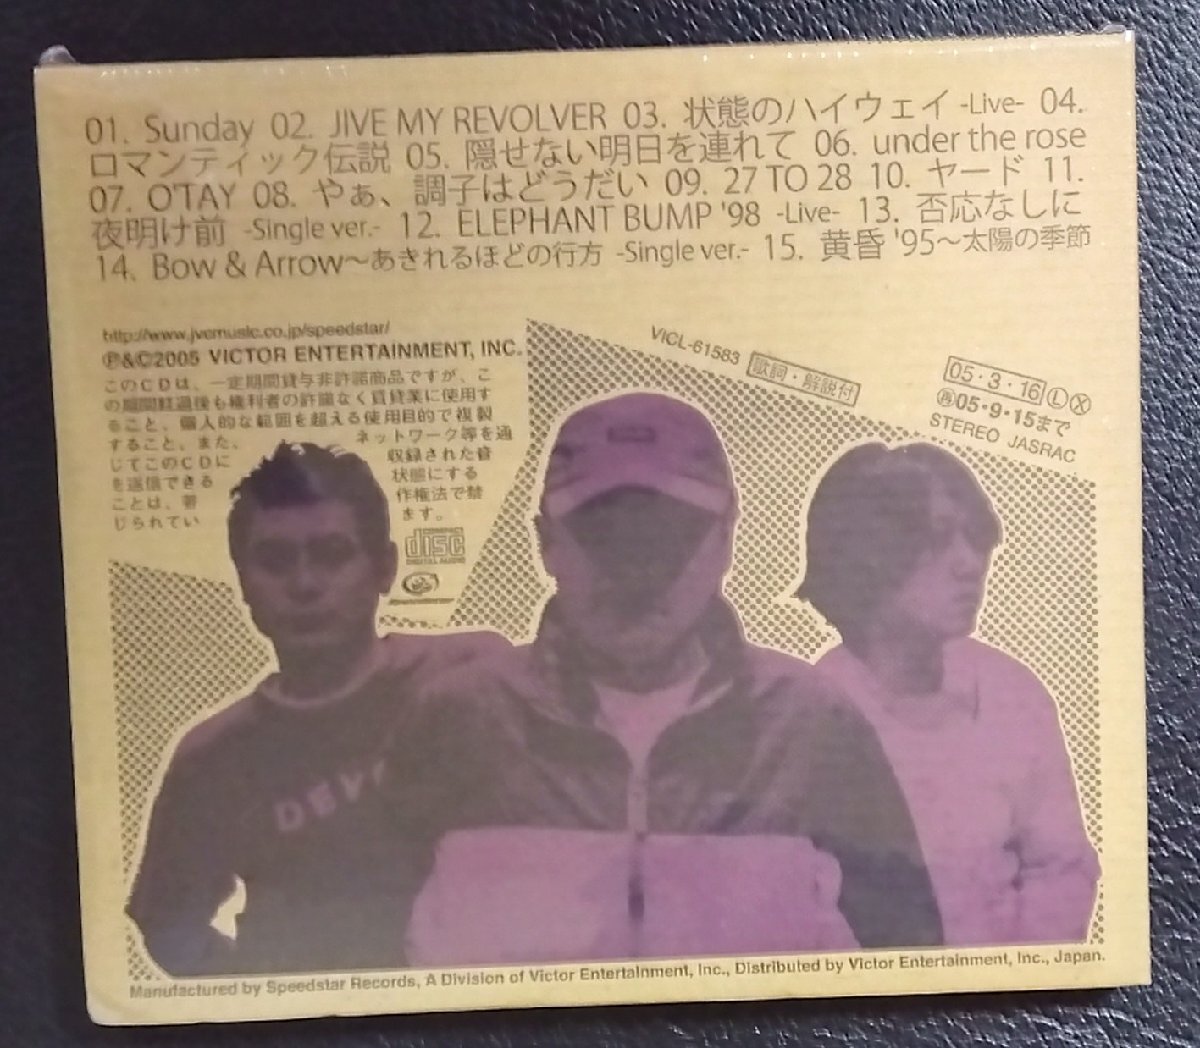 01. Sunday 02. JIVE MY REVOLVER 03. 状態のハイウェイ -Live- 04.
ロマンティック伝説 05. 隠せない明日を連れて 06. under the rose
07. O'TAY 08. やぁ、調子はどうだい 09. 27 TO 28 10. ヤード 11.
夜明け前 -Single ver.- 12. ELEPHANT BUMP '98 -Live- 13. 否応なしに
14. Bow & Arrow〜あきれるほどの行方 -Single ver.- 15. 黄昏 '95〜太陽の季節
http://www.jvcmusic.co.jp/speedstar/
℗&©2005 VICTOR ENTERTAINMENT, INC.
このCDは、一定期間貸与非許諾商品ですが、こ
の期間経過後も権利者の許諾なく賃貸業に使用す
ること、個人的な範囲を超える使用目的で複製
すること、また、ネットワーク等を通
じてこのCDに収録された音
を送信できる状態にする
ことは、著作権法で禁
じられています。
disc
DIGITAL AUDIO
VICL-61583 歌詞・解説付
05・3・16 Ⓛ Ⓧ
㊢05・9・15まで
STEREO JASRAC
DEVI
Manufactured by Speedstar Records, A Division of Victor Entertainment, Inc., Distributed by Victor Entertainment, Inc., Japan.